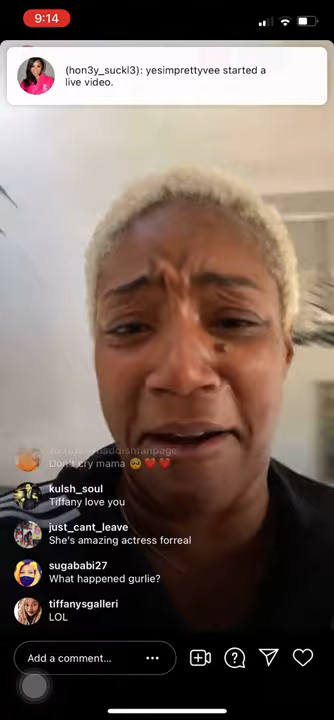 9:14
(hon3y_suckl3): yesimprettyvee started a
live video.
Don't cry mama 🥺❤️❤️
kulsh_soul
Tiffany love you
just_cant_leave
She's amazing actress forreal
sugababi27
What happened gurlie?
tiffanysgalleri
LOL
Add a comment...